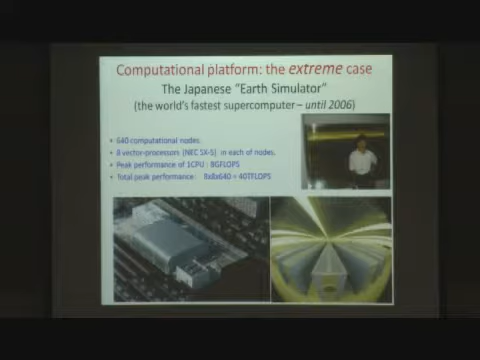 Computational platform: the extreme case
The Japanese "Earth Simulator"
(the world's fastest supercomputer – until 2006)
• 640 computational nodes.
• 8 vector-processors (NEC SX-5) in each of nodes.
• Peak performance of 1CPU : 8GFLOPS
• Total peak performance: 8x8x640 = 40TFLOPS